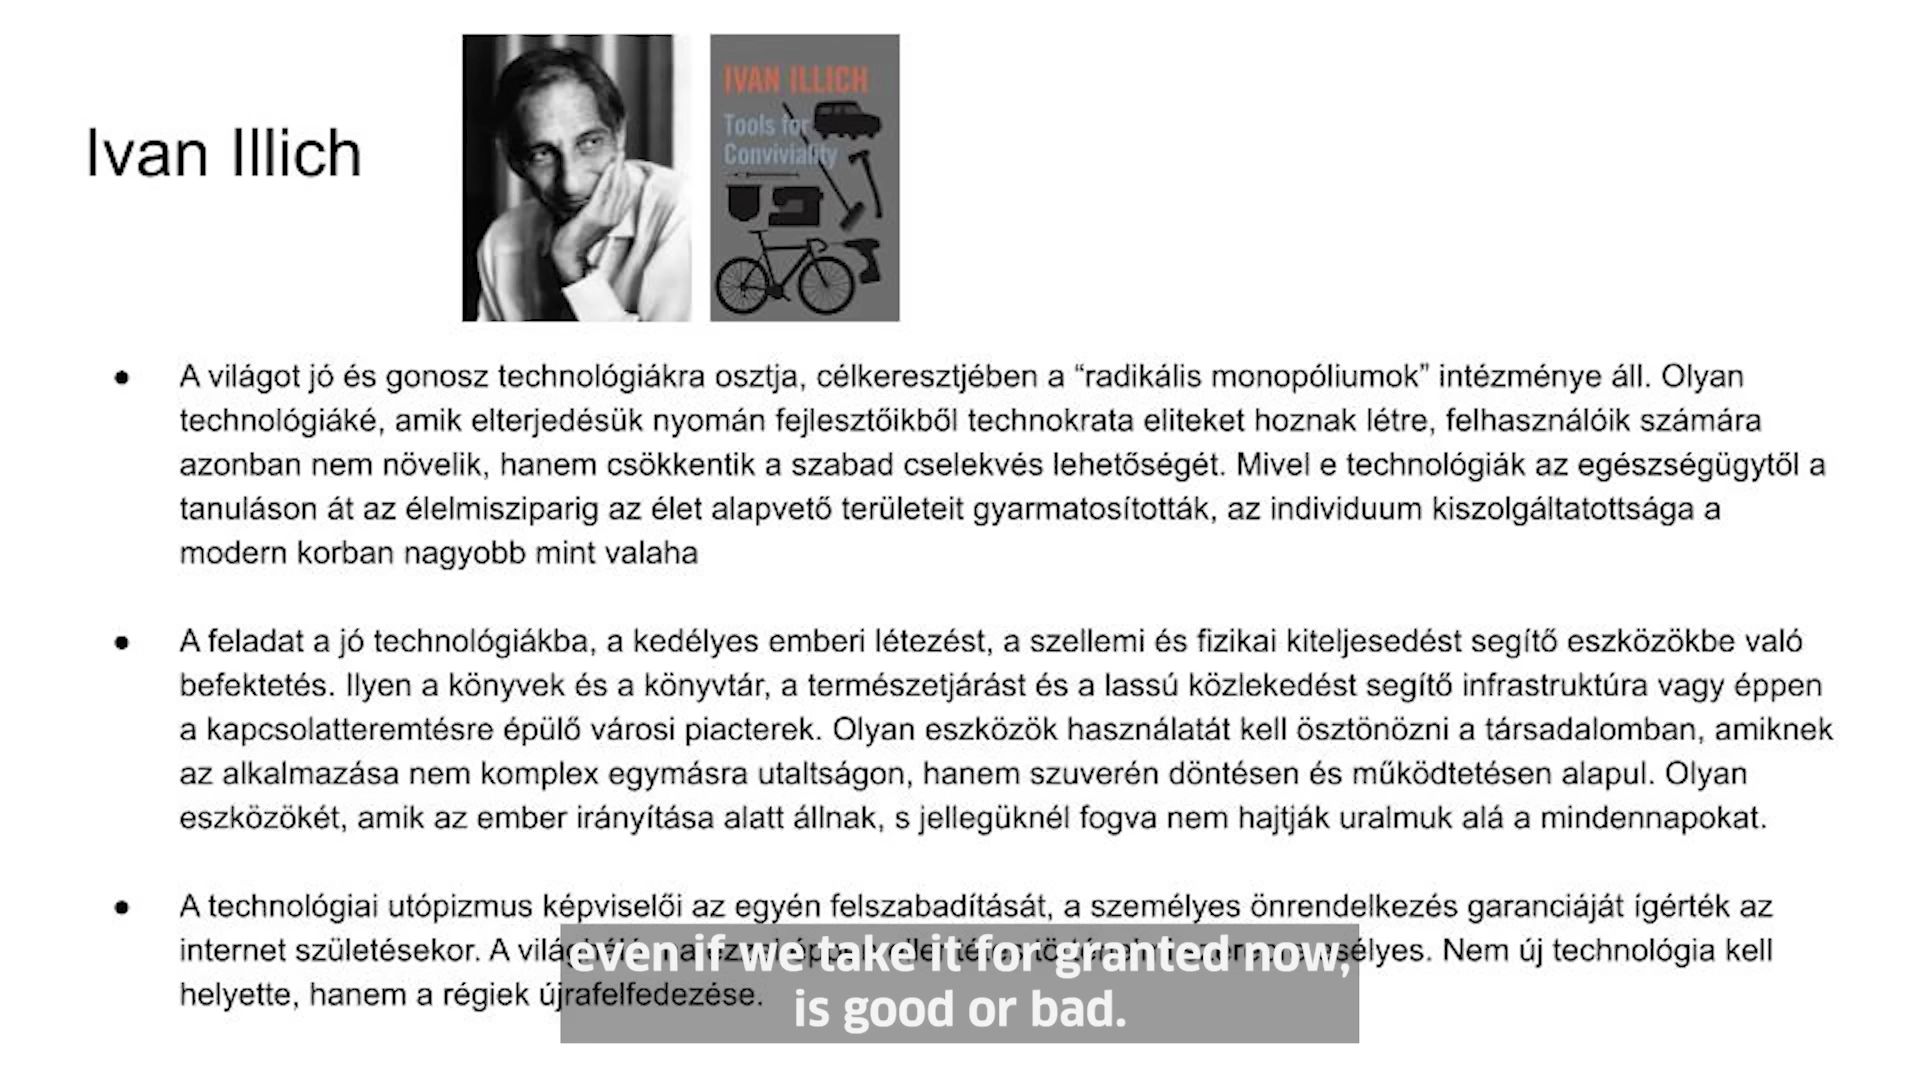 Ivan Illich
IVAN ILLICH
Tools for
Conviviality
● A világot jó és gonosz technológiákra osztja, célkeresztjében a “radikális monopóliumok” intézménye áll. Olyan
technológiáké, amik elterjedésük nyomán fejlesztőikből technokrata eliteket hoznak létre, felhasználóik számára
azonban nem növelik, hanem csökkentik a szabad cselekvés lehetőségét. Mivel e technológiák az egészségügytől a
tanuláson át az élelmisziparig az élet alapvető területeit gyarmatosították, az individuum kiszolgáltatottsága a
modern korban nagyobb mint valaha
● A feladat a jó technológiákba, a kedélyes emberi létezést, a szellemi és fizikai kiteljesedést segítő eszközökbe való
befektetés. Ilyen a könyvek és a könyvtár, a természetjárást és a lassú közlekedést segítő infrastruktúra vagy éppen
a kapcsolatteremtésre épülő városi piacterek. Olyan eszközök használatát kell ösztönözni a társadalomban, amiknek
az alkalmazása nem komplex egymásra utaltságon, hanem szuverén döntésen és működtetésen alapul. Olyan
eszközökét, amik az ember irányítása alatt állnak, s jellegüknél fogva nem hajtják uralmuk alá a mindennapokat.
● A technológiai utópizmus képviselői az egyén felszabadítását, a személyes önrendelkezés garanciáját ígérték az
internet születésekor. A Nem új technológia kell
helyette, hanem a régiek újrafelfedezése.
even if we take it for granted now,
is good or bad.